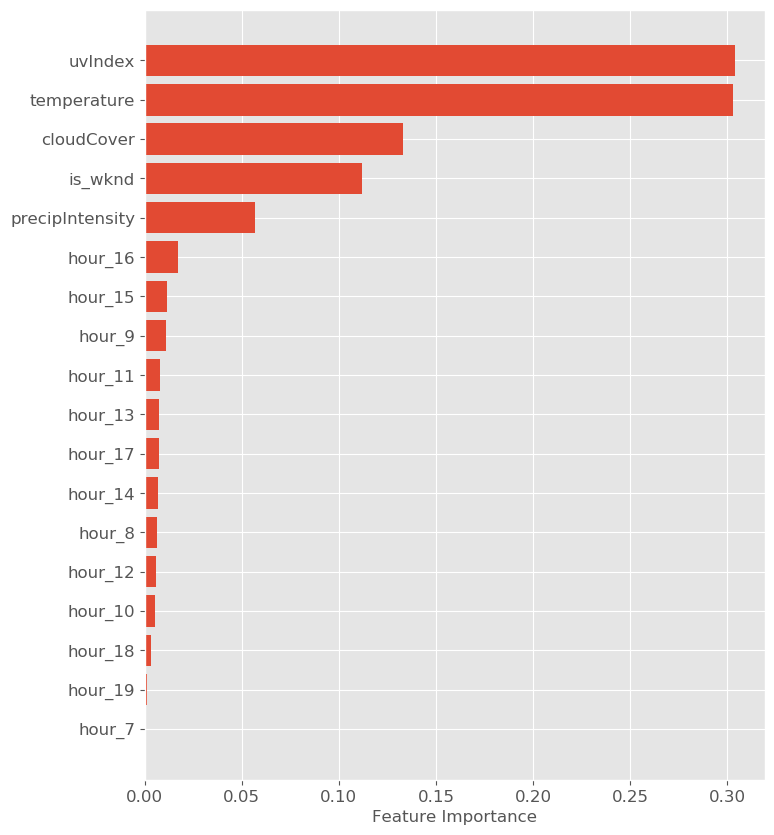 uvIndex
temperature
cloudCover
is_wknd
precipIntensity
hour_16
hour_15
hour_9
hour_11
hour_13
hour_17
hour_14
hour_8
hour_12
hour_10
hour_18
hour_19
hour_7
0.00 0.05 0.10 0.15 0.20 0.25 0.30
Feature Importance